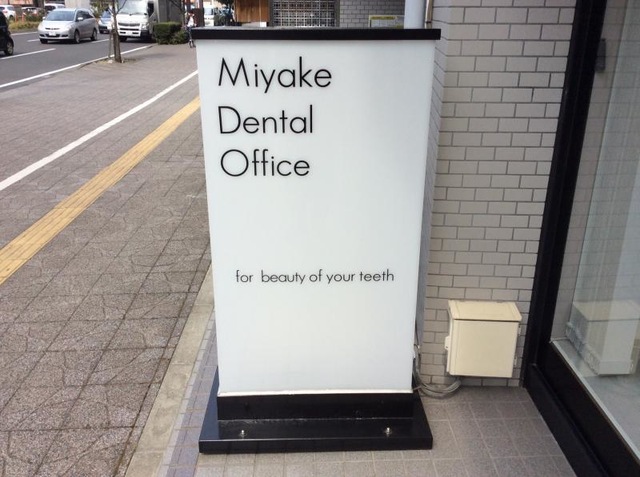 Miyake
Dental
Office
for beauty of your teeth